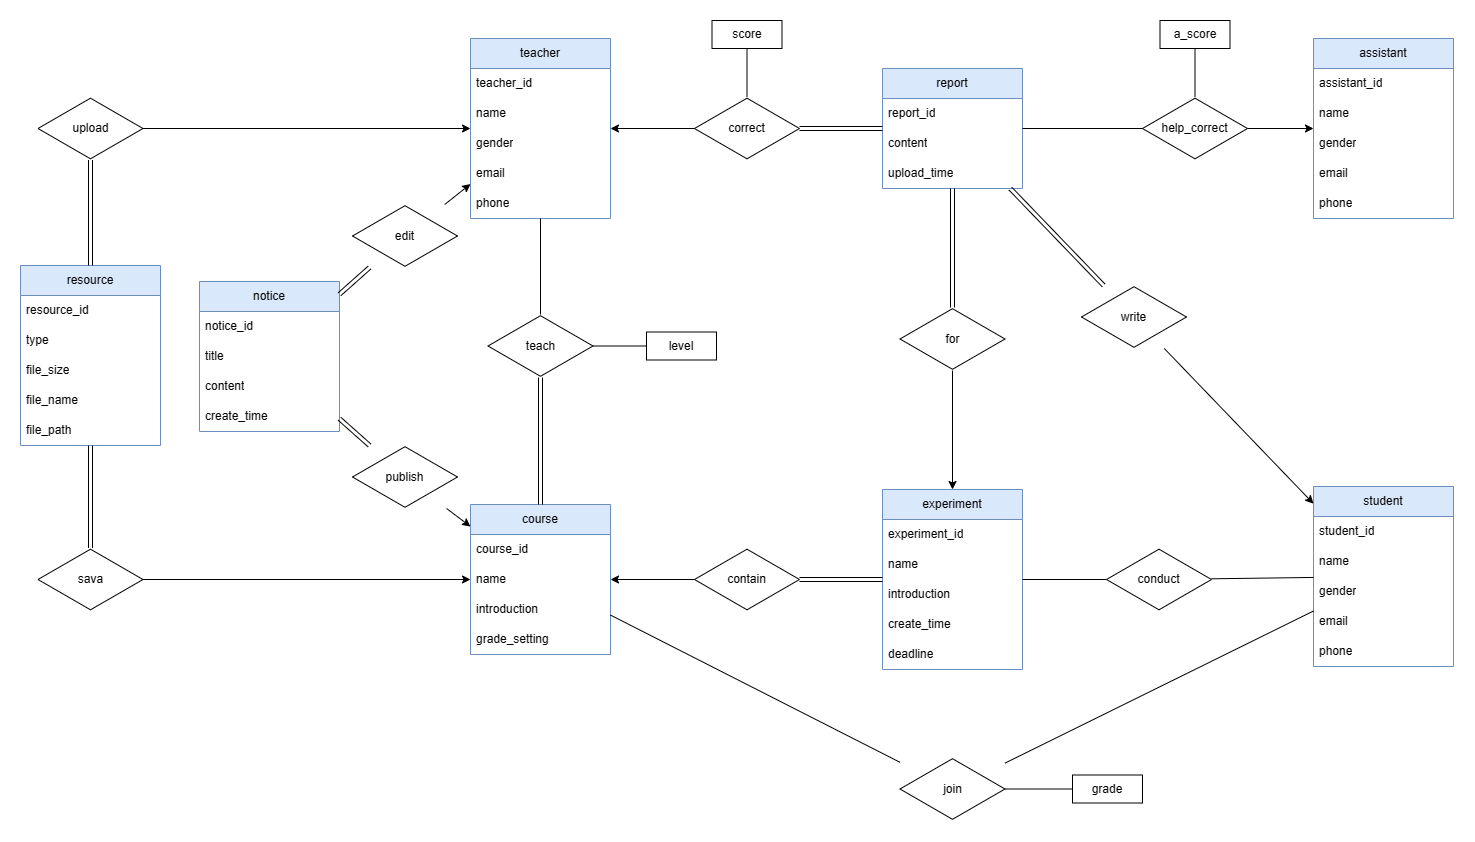 score
a_score
teacher
teacher_id
name
gender
email
phone
report
report_id
content
upload_time
assistant
assistant_id
name
gender
email
phone
upload
correct
help_correct
edit
resource
resource_id
type
file_size
file_name
file_path
notice
notice_id
title
content
create_time
teach
level
for
write
publish
course
course_id
name
introduction
grade_setting
experiment
experiment_id
name
introduction
create_time
deadline
student
student_id
name
gender
email
phone
sava
contain
conduct
join
grade